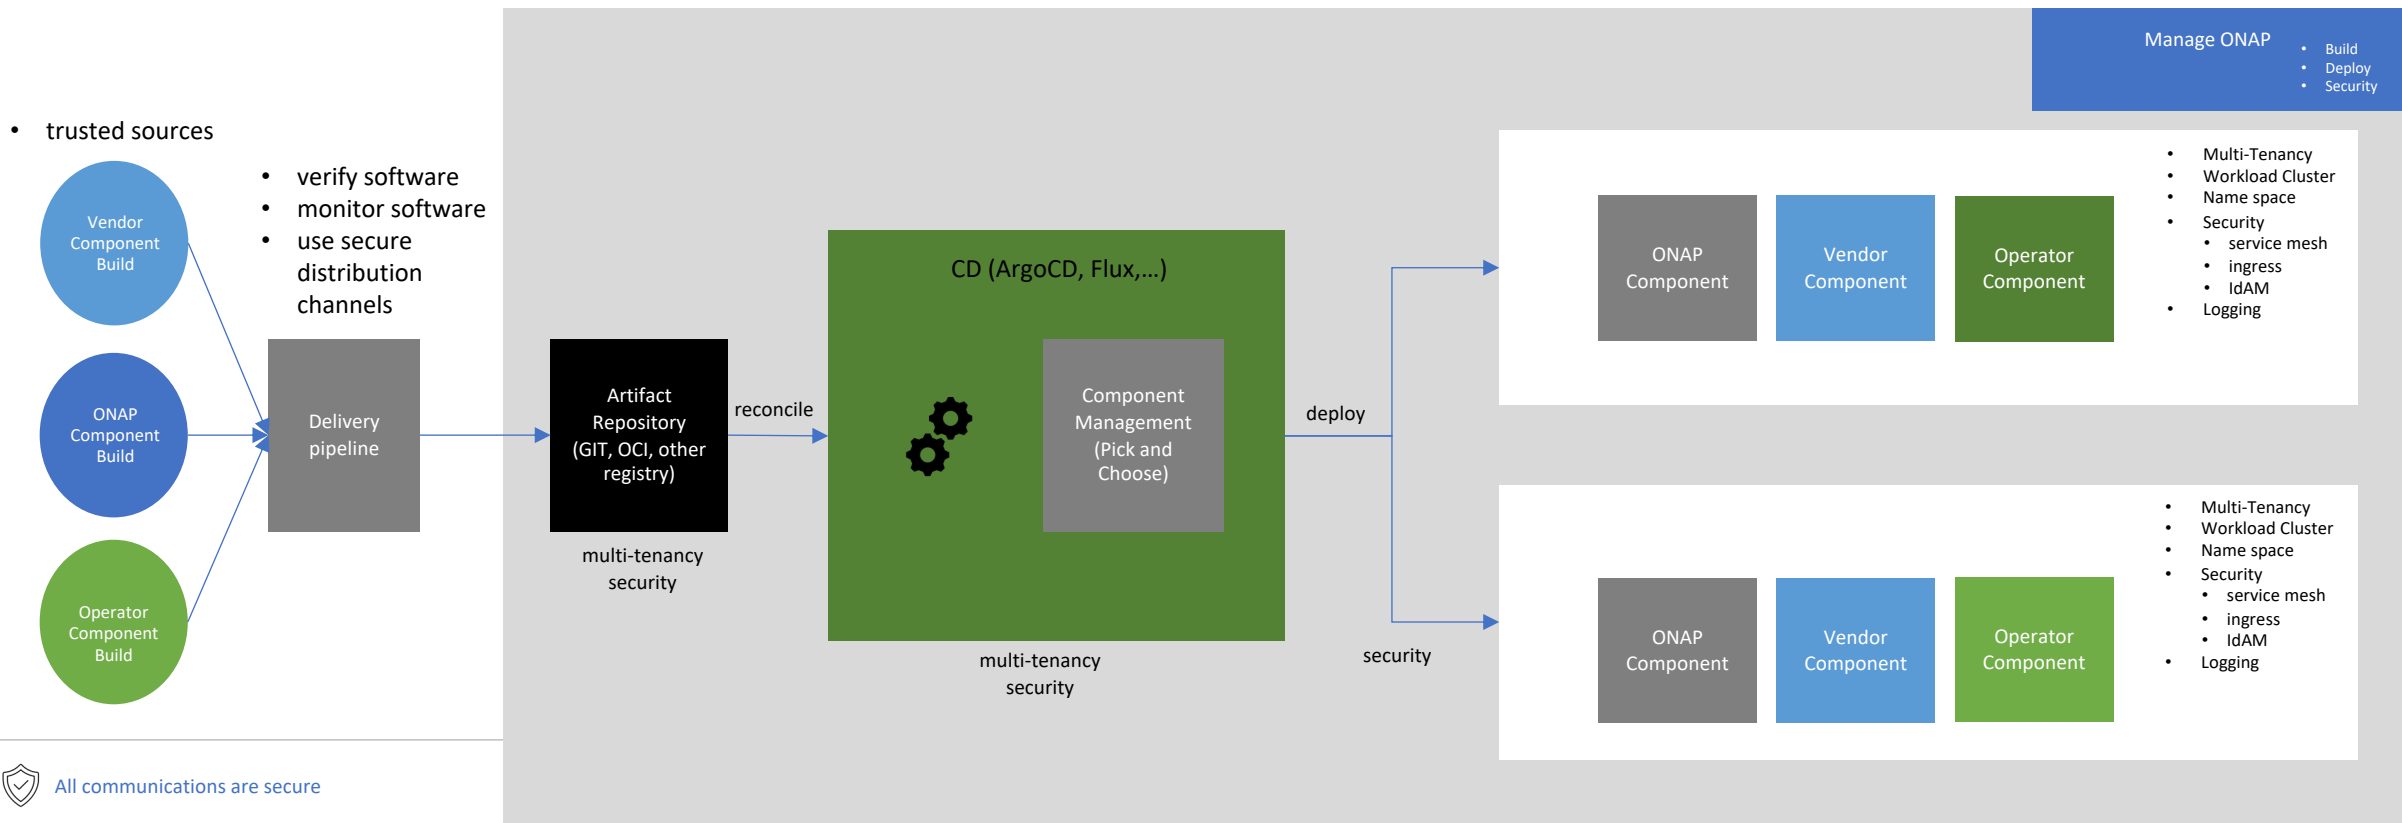 Manage ONAP
• Build
• Deploy
• Security
• trusted sources
• verify software
• monitor software
• use secure
distribution
channels
Vendor
Component
Build
ONAP
Component
Build
Operator
Component
Build
Delivery
pipeline
Artifact
Repository
(GIT, OCI, other
registry)
multi-tenancy
security
reconcile
CD (ArgoCD, Flux,...)
Component
Management
(Pick and
Choose)
multi-tenancy
security
deploy
security
ONAP
Component
Vendor
Component
Operator
Component
• Multi-Tenancy
• Workload Cluster
• Name space
• Security
• service mesh
• ingress
• IdAM
• Logging
ONAP
Component
Vendor
Component
Operator
Component
• Multi-Tenancy
• Workload Cluster
• Name space
• Security
• service mesh
• ingress
• IdAM
• Logging
All communications are secure